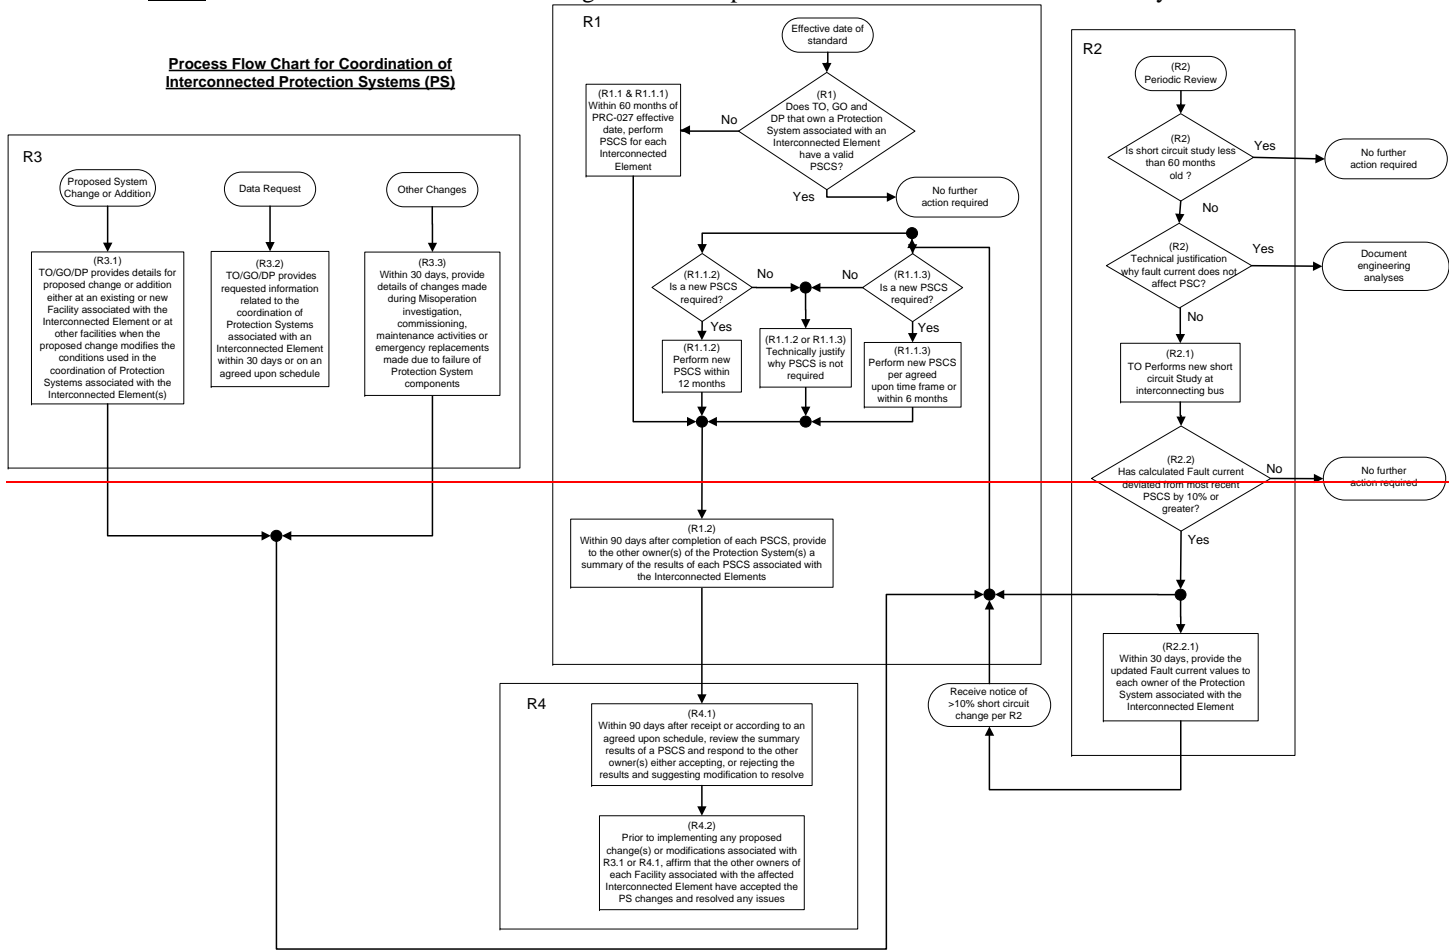 Process Flow Chart for Coordination of
Interconnected Protection Systems (PS)
R3
Proposed System
Change or Addition
Data Request
Other Changes
(R3.1)
TO/GO/DP provides details for
proposed change or addition
either at an existing or new
Facility associated with the
Interconnected Element or at
other facilities when the
proposed change modifies the
conditions used in the
coordination of Protection
Systems associated with the
Interconnected Element(s)
(R3.2)
TO/GO/DP provides
requested information
related to the
coordination of
Protection Systems
associated with an
Interconnected Element
within 30 days or on an
agreed upon schedule
(R3.3)
Within 30 days, provide
details of changes made
during Misoperation
investigation,
commissioning,
maintenance activities or
emergency replacements
made due to failure of
Protection System
components
R1
Effective date of
standard
(R1.1 & R1.1.1)
Within 60 months of
PRC-027 effective
date, perform
PSCS for each
Interconnected
Element
No
(R1)
Does TO, GO and
DP that own a Protection
System associated with an
Interconnected Element
have a valid
PSCS?
Yes
No further
action required
(R1.1.2)
Is a new PSCS
required?
No
No
(R1.1.3)
Is a new PSCS
required?
Yes
Yes
(R1.1.2)
Perform new
PSCS within
12 months
(R1.1.2 or R1.1.3)
Technically justify
why PSCS is not
required
(R1.1.3)
Perform new PSCS
per agreed
upon time frame or
within 6 months
(R1.2)
Within 90 days after completion of each PSCS, provide
to the other owner(s) of the Protection System(s) a
summary of the results of each PSCS associated with
the Interconnected Elements
R4
(R4.1)
Within 90 days after receipt or according to an
agreed upon schedule, review the summary
results of a PSCS and respond to the other
owner(s) either accepting, or rejecting the
results and suggesting modification to resolve
(R4.2)
Prior to implementing any proposed
change(s) or modifications associated with
R3.1 or R4.1, affirm that the other owners of
each Facility associated with the affected
Interconnected Element have accepted the
PS changes and resolved any issues
R2
(R2)
Periodic Review
(R2)
Is short circuit study less
than 60 months
old ?
Yes
No further
action required
No
(R2)
Technical justification
why fault current does not
affect PSC?
Yes
Document
engineering
analyses
No
(R2.1)
TO Performs new short
circuit Study at
interconnecting bus
(R2.2)
Has calculated Fault current
deviated from most recent
PSCS by 10% or
greater?
No
No further
action required
Yes
(R2.2.1)
Within 30 days, provide the
updated Fault current values to
each owner of the Protection
System associated with the
Interconnected Element
Receive notice of
>10% short circuit
change per R2